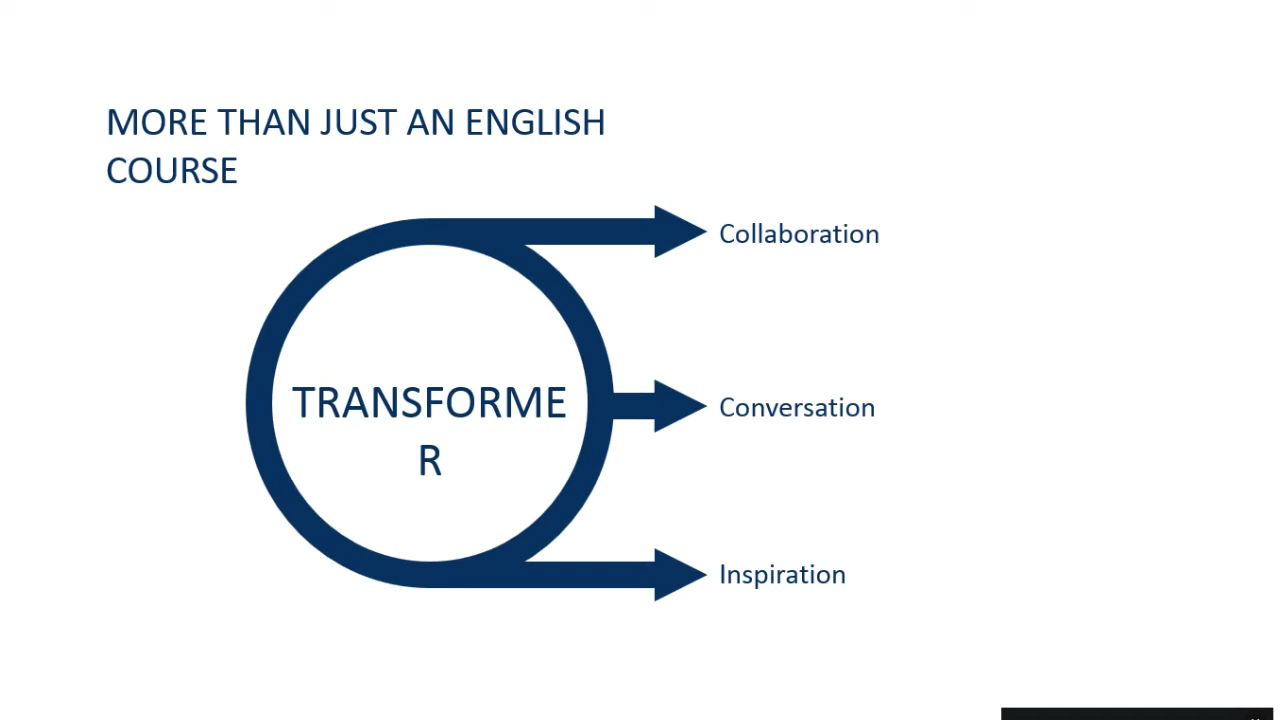 MORE THAN JUST AN ENGLISH
COURSE
Collaboration
TRANSFORME
R
Conversation
Inspiration